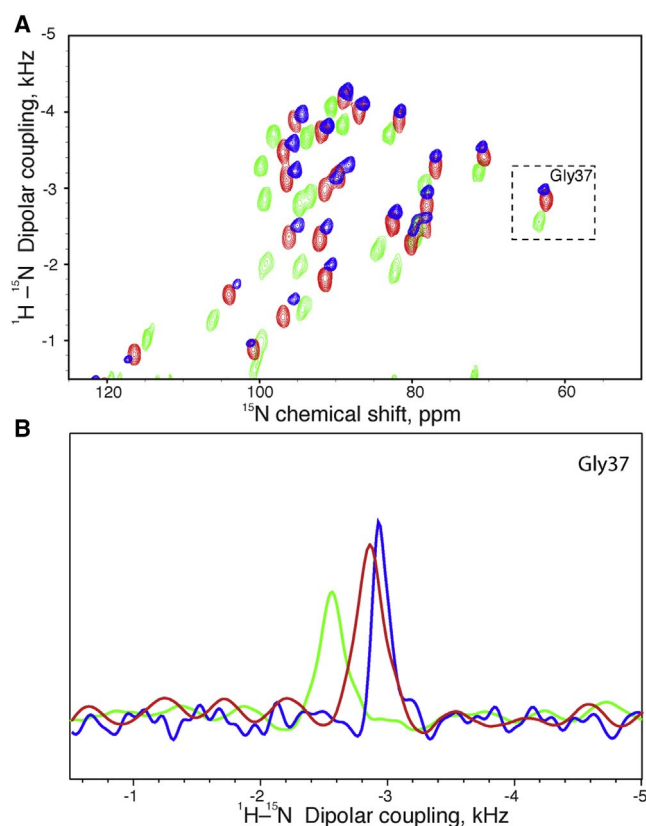 A
-5
-4
-3
-2
-1
¹H–¹⁵N Dipolar coupling, kHz
Gly37
120 100 80 60
¹⁵N chemical shift, ppm
B
Gly37
-1 -2 -3 -4 -5
¹H–¹⁵N Dipolar coupling, kHz